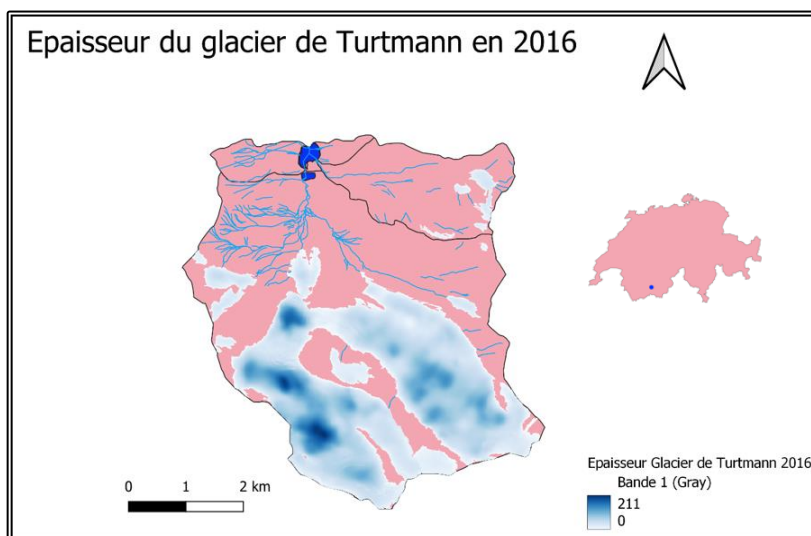 Epaisseur du glacier de Turtmann en 2016
0 1 2 km
Epaisseur Glacier de Turtmann 2016
Bande 1 (Gray)
211
0